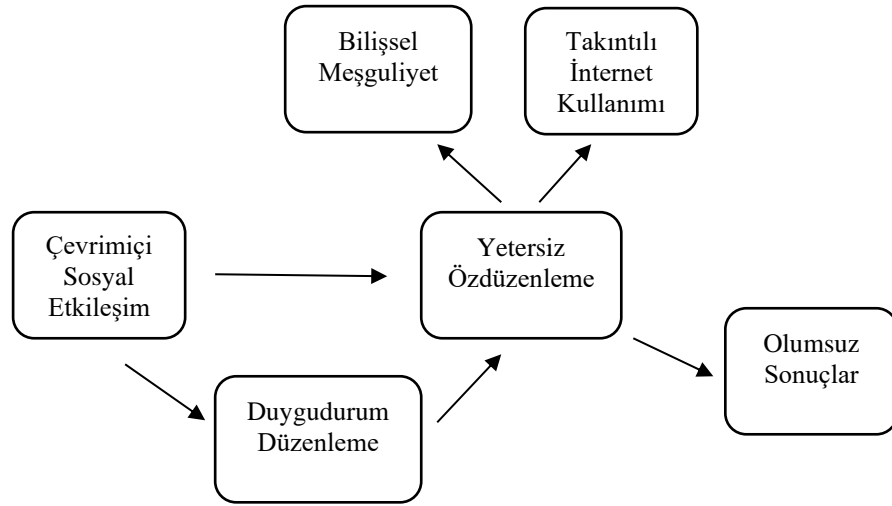 Bilişsel
Meşguliyet
Takıntılı
İnternet
Kullanımı
Çevrimiçi
Sosyal
Etkileşim
Yetersiz
Özdüzenleme
Olumsuz
Sonuçlar
Duygudurum
Düzenleme